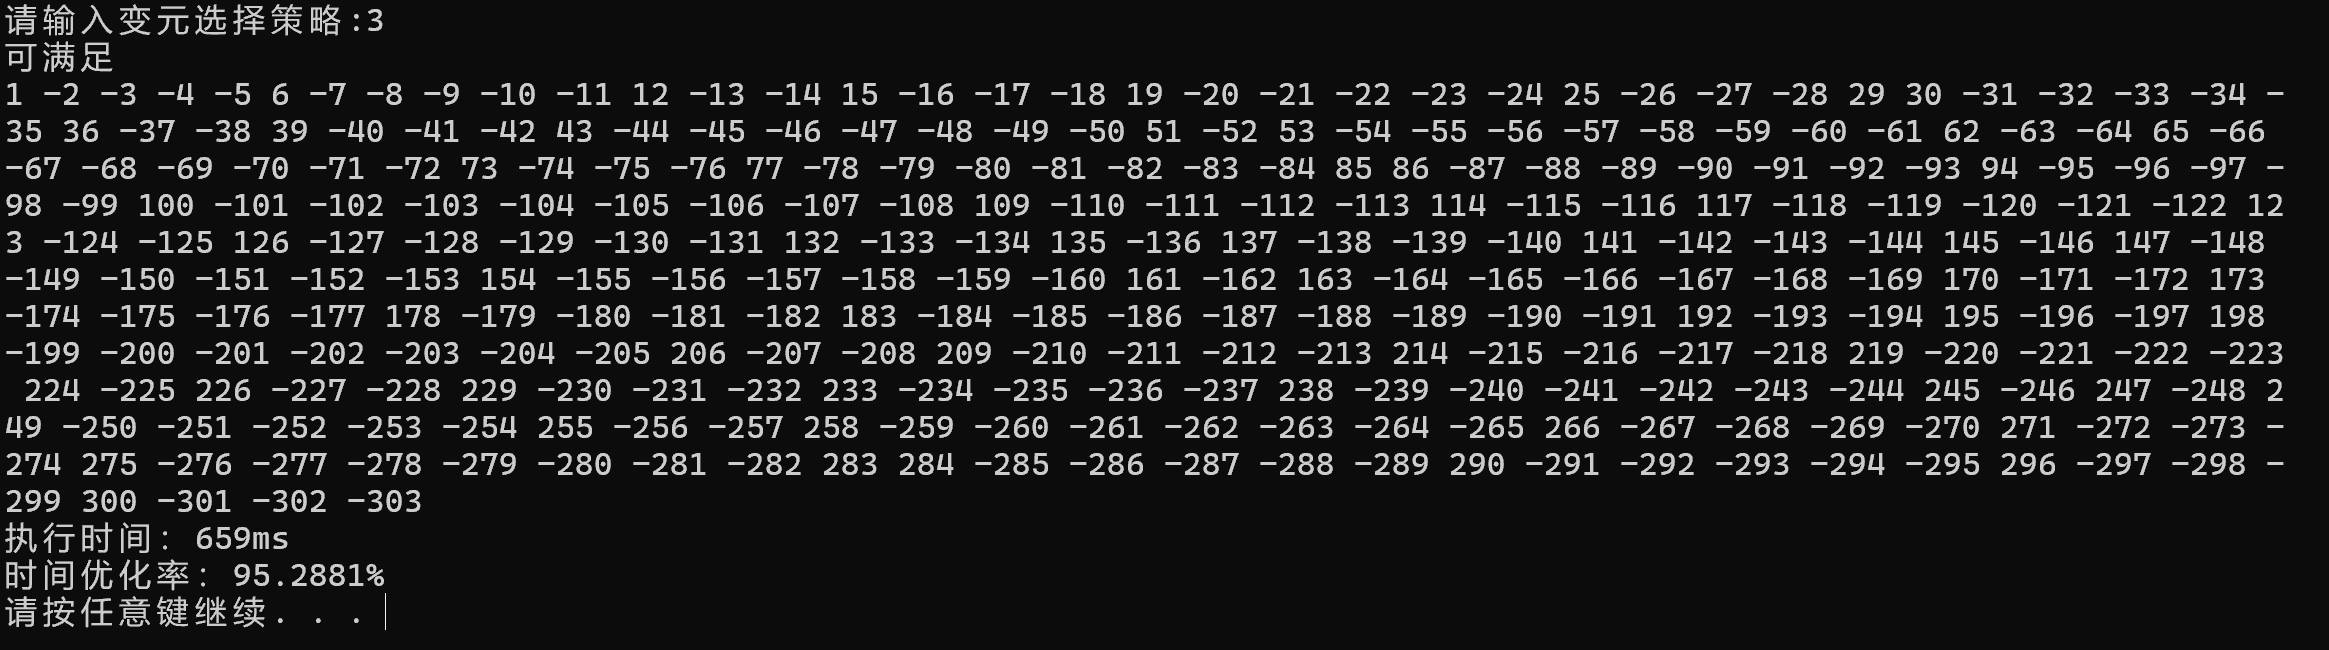 请输入变元选择策略:3
可满足
1 -2 -3 -4 -5 6 -7 -8 -9 -10 -11 12 -13 -14 15 -16 -17 -18 19 -20 -21 -22 -23 -24 25 -26 -27 -28 29 30 -31 -32 -33 -34 -
35 36 -37 -38 39 -40 -41 -42 43 -44 -45 -46 -47 -48 -49 -50 51 -52 53 -54 -55 -56 -57 -58 -59 -60 -61 62 -63 -64 65 -66
-67 -68 -69 -70 -71 -72 73 -74 -75 -76 77 -78 -79 -80 -81 -82 -83 -84 85 86 -87 -88 -89 -90 -91 -92 -93 94 -95 -96 -97 -
98 -99 100 -101 -102 -103 -104 -105 -106 -107 -108 109 -110 -111 -112 -113 114 -115 -116 117 -118 -119 -120 -121 -122 12
3 -124 -125 126 -127 -128 -129 -130 -131 132 -133 -134 135 -136 137 -138 -139 -140 141 -142 -143 -144 145 -146 147 -148
-149 -150 -151 -152 -153 154 -155 -156 -157 -158 -159 -160 161 -162 163 -164 -165 -166 -167 -168 -169 170 -171 -172 173
-174 -175 -176 -177 178 -179 -180 -181 -182 183 -184 -185 -186 -187 -188 -189 -190 -191 192 -193 -194 195 -196 -197 198
-199 -200 -201 -202 -203 -204 -205 206 -207 -208 209 -210 -211 -212 -213 214 -215 -216 -217 -218 219 -220 -221 -222 -223
224 -225 226 -227 -228 229 -230 -231 -232 233 -234 -235 -236 -237 238 -239 -240 -241 -242 -243 -244 245 -246 247 -248 2
49 -250 -251 -252 -253 -254 255 -256 -257 258 -259 -260 -261 -262 -263 -264 -265 266 -267 -268 -269 -270 271 -272 -273 -
274 275 -276 -277 -278 -279 -280 -281 -282 283 284 -285 -286 -287 -288 -289 290 -291 -292 -293 -294 -295 296 -297 -298 -
299 300 -301 -302 -303
执行时间: 659ms
时间优化率: 95.2881%
请按任意键继续. . .